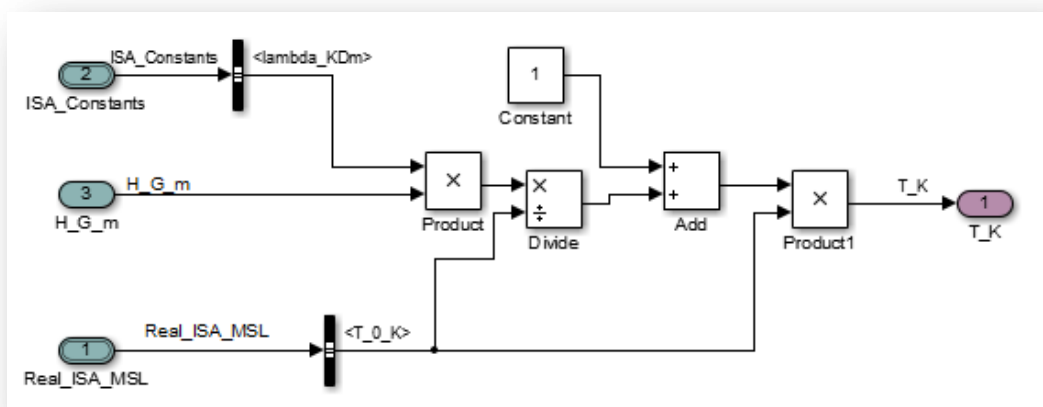 ISA_Constants
<lambda_KDm>
2
1
ISA_Constants
Constant
3
H_G_m
H_G_m
×
Product
×
÷
Divide
+
+
Add
×
Product1
T_K
1
T_K
Real_ISA_MSL
<T_0_K>
1
Real_ISA_MSL